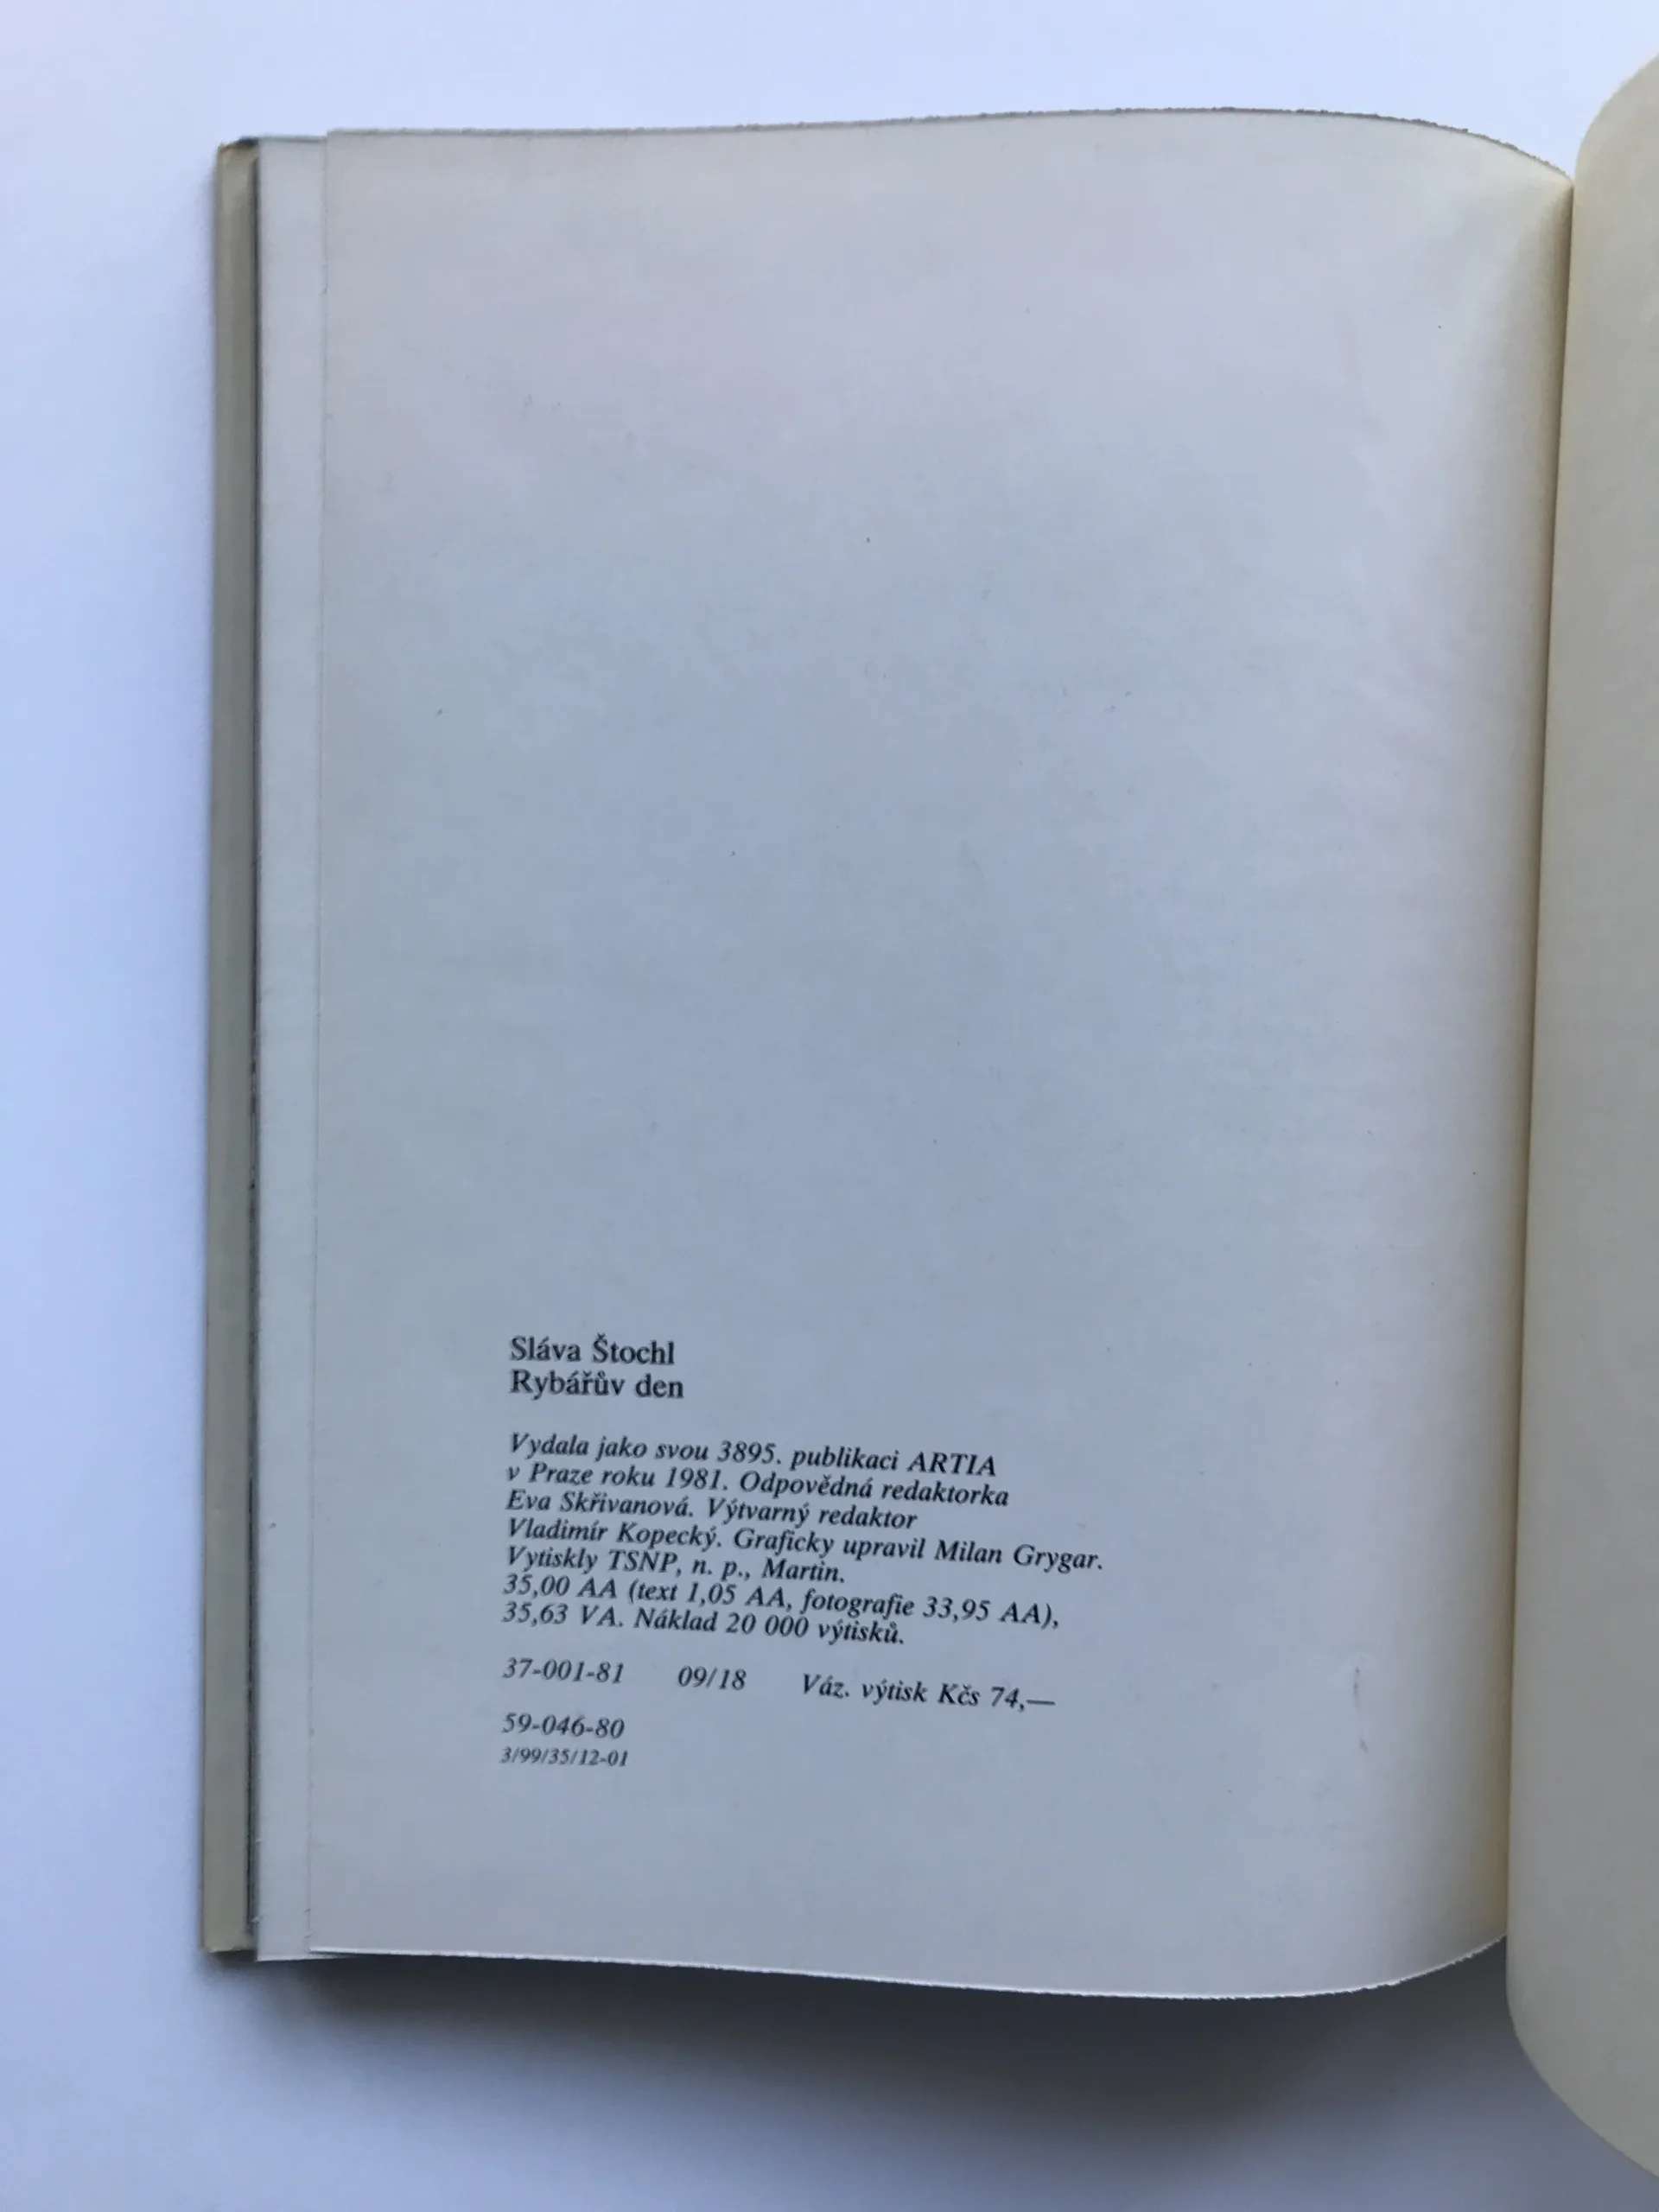 Sláva Štochl
Rybářův den
Vydala jako svou 3895. publikaci ARTIA
v Praze roku 1981. Odpovědná redaktorka
Eva Skřivanová. Výtvarný redaktor
Vladimír Kopecký. Graficky upravil Milan Grygar.
Vytiskly TSNP, n. p., Martin.
35,00 AA (text 1,05 AA, fotografie 33,95 AA),
35,63 VA. Náklad 20 000 výtisků.
37-001-81 09/18 Váz. výtisk Kčs 74,—
59-046-80
3/99/35/12-01